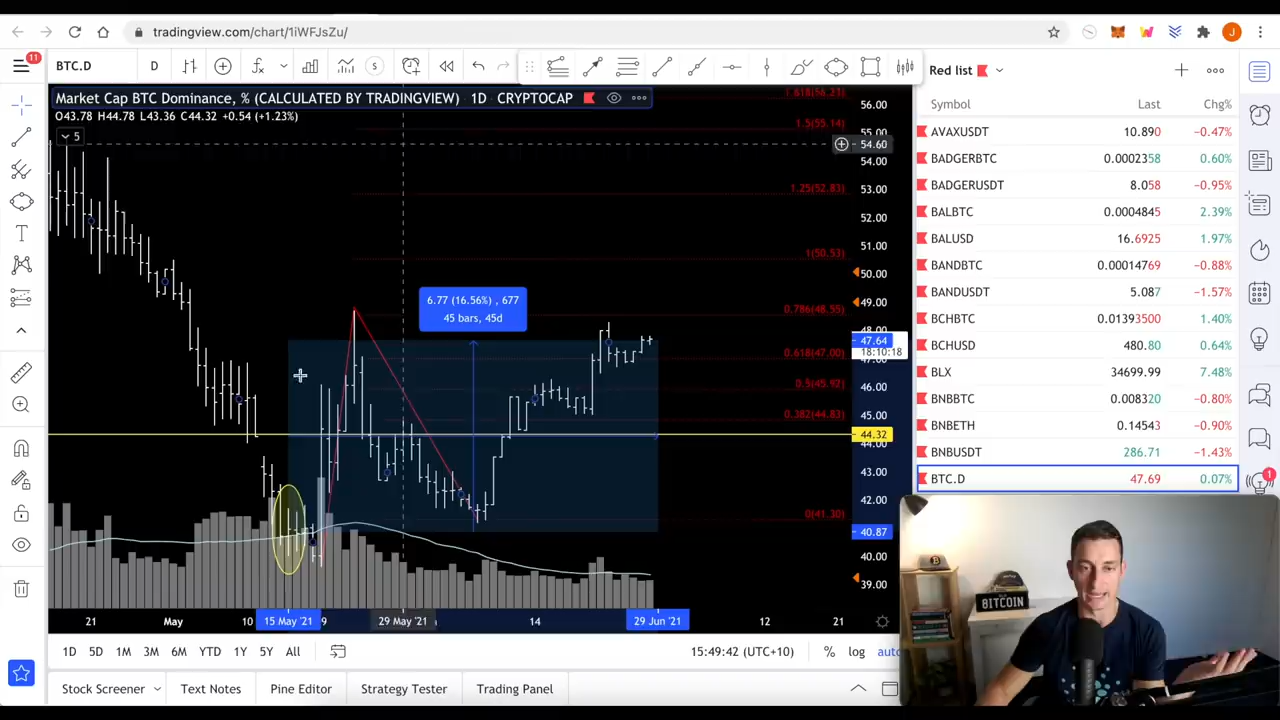 tradingview.com/chart/1iWFJsZu/
11
BTC.D
D
S
Red list
Market Cap BTC Dominance, % (CALCULATED BY TRADINGVIEW) 1D CRYPTOCAP
O43.78 H44.78 L43.36 C44.32 +0.54 (+1.23%)
5
1.5(55.14)
1.25(52.83)
1(50.53)
0.786(48.55)
0.618(47.00)
0.5(45.92)
0.382(44.83)
0(41.30)
6.77 (16.56%) , 677
45 bars, 45d
56.00
55.00
54.60
54.00
53.00
52.00
51.00
50.00
49.00
48.00
47.64
18:10:18
46.00
45.00
44.32
43.00
42.00
40.87
40.00
39.00
21
May
10
15 May '21
9
29 May '21
14
29 Jun '21
12
21
1D 5D 1M 3M 6M YTD 1Y 5Y All
15:49:42 (UTC+10)
% log auto
Stock Screener Text Notes Pine Editor Strategy Tester Trading Panel
Symbol Last Chg%
AVAXUSDT 10.890 −0.47%
BADGERBTC 0.0002358 0.60%
BADGERUSDT 8.058 −0.95%
BALBTC 0.0004845 2.39%
BALUSD 16.6925 1.97%
BANDBTC 0.00014769 −0.88%
BANDUSDT 5.087 −1.57%
BCHBTC 0.01393500 1.40%
BCHUSD 480.80 0.64%
BLX 34699.99 7.48%
BNBBTC 0.008320 −0.80%
BNBETH 0.14543 −0.90%
BNBUSDT 286.71 −1.43%
BTC.D 47.69 0.07%
1
J
BITCOIN